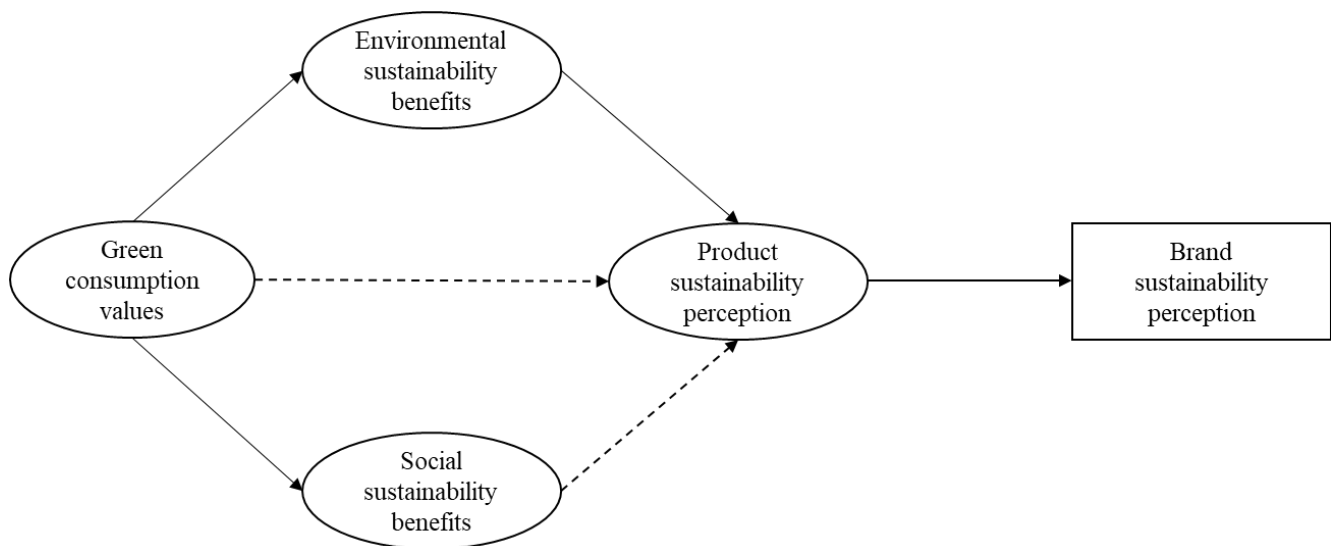 Environmental
sustainability
benefits
Green
consumption
values
Product
sustainability
perception
Brand
sustainability
perception
Social
sustainability
benefits